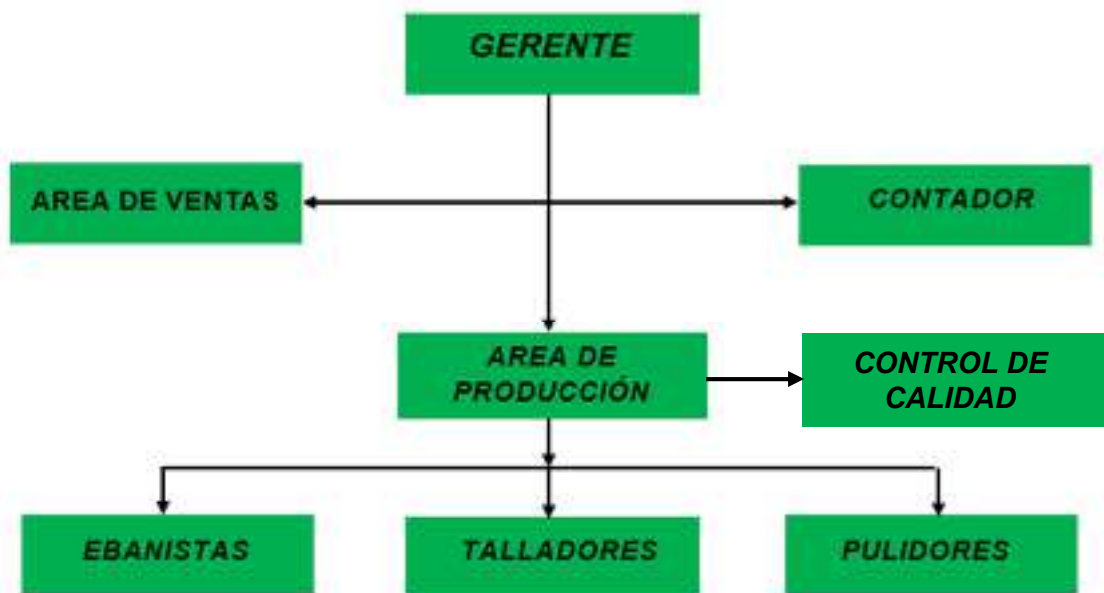 GERENTE
AREA DE VENTAS
CONTADOR
AREA DE
PRODUCCIÓN
CONTROL DE
CALIDAD
EBANISTAS
TALLADORES
PULIDORES